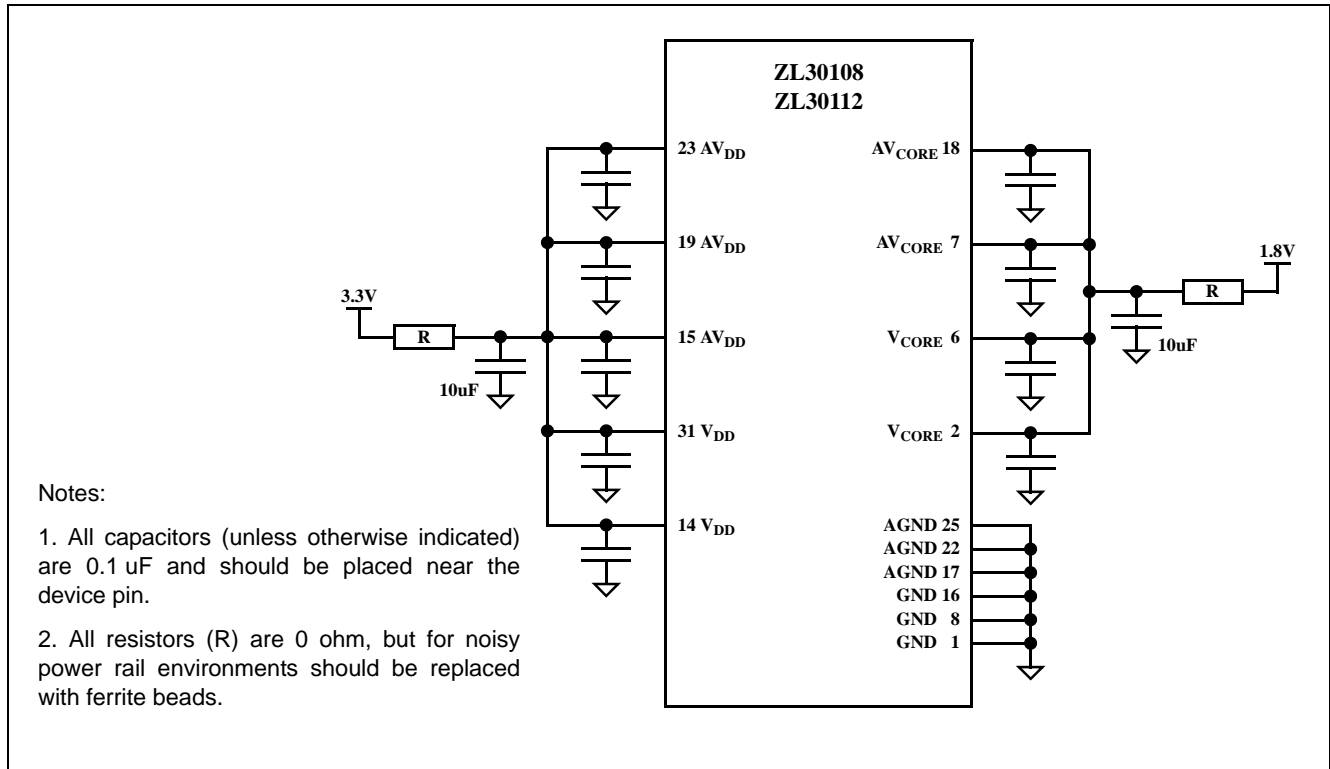 ZL30108
ZL30112
23 AVDD
AVCORE 18
19 AVDD
AVCORE 7
1.8V
3.3V
R
R
15 AVDD
VCORE 6
10uF
10uF
31 VDD
VCORE 2
14 VDD
AGND 25
AGND 22
AGND 17
GND 16
GND 8
GND 1
Notes:
1. All capacitors (unless otherwise indicated)
are 0.1 uF and should be placed near the
device pin.
2. All resistors (R) are 0 ohm, but for noisy
power rail environments should be replaced
with ferrite beads.